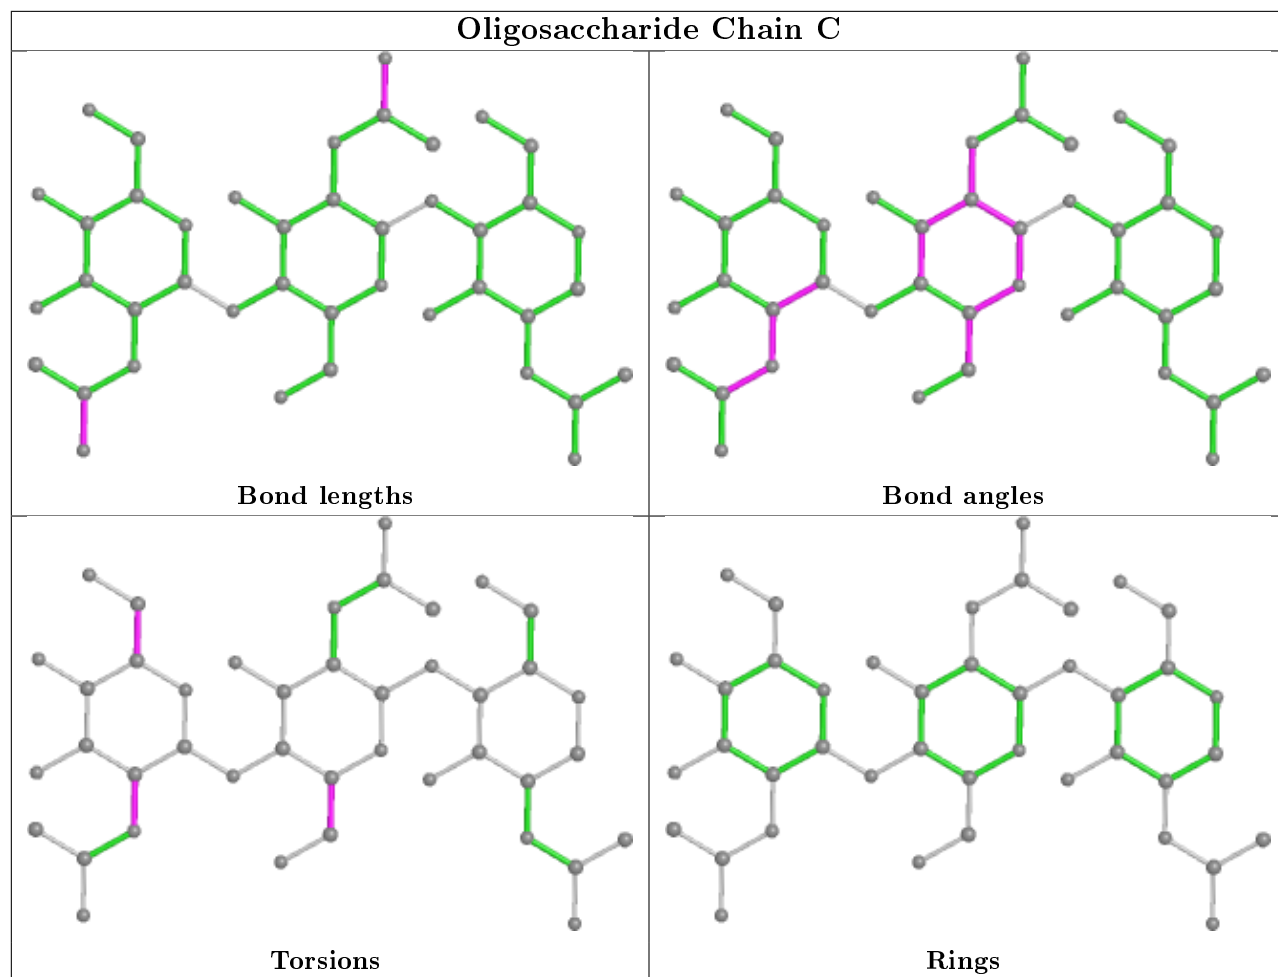 Oligosaccharide Chain C
Bond lengths
Bond angles
Torsions
Rings